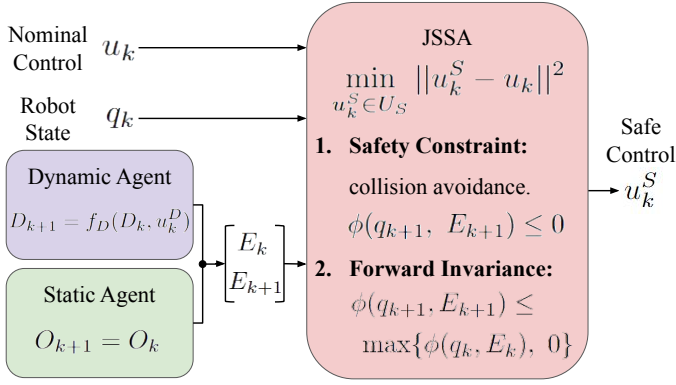 Nominal
Control
u_k
Robot
State
q_k
Dynamic Agent
D_{k+1} = f_D(D_k, u_k^D)
Static Agent
O_{k+1} = O_k
[E_k
E_{k+1}]
JSSA
min ||u_k^S − u_k||^2
u_k^S ∈ U_S
1. Safety Constraint:
collision avoidance.
ϕ(q_{k+1}, E_{k+1}) ≤ 0
2. Forward Invariance:
ϕ(q_{k+1}, E_{k+1}) ≤
max{ϕ(q_k, E_k), 0}
Safe
Control
u_k^S